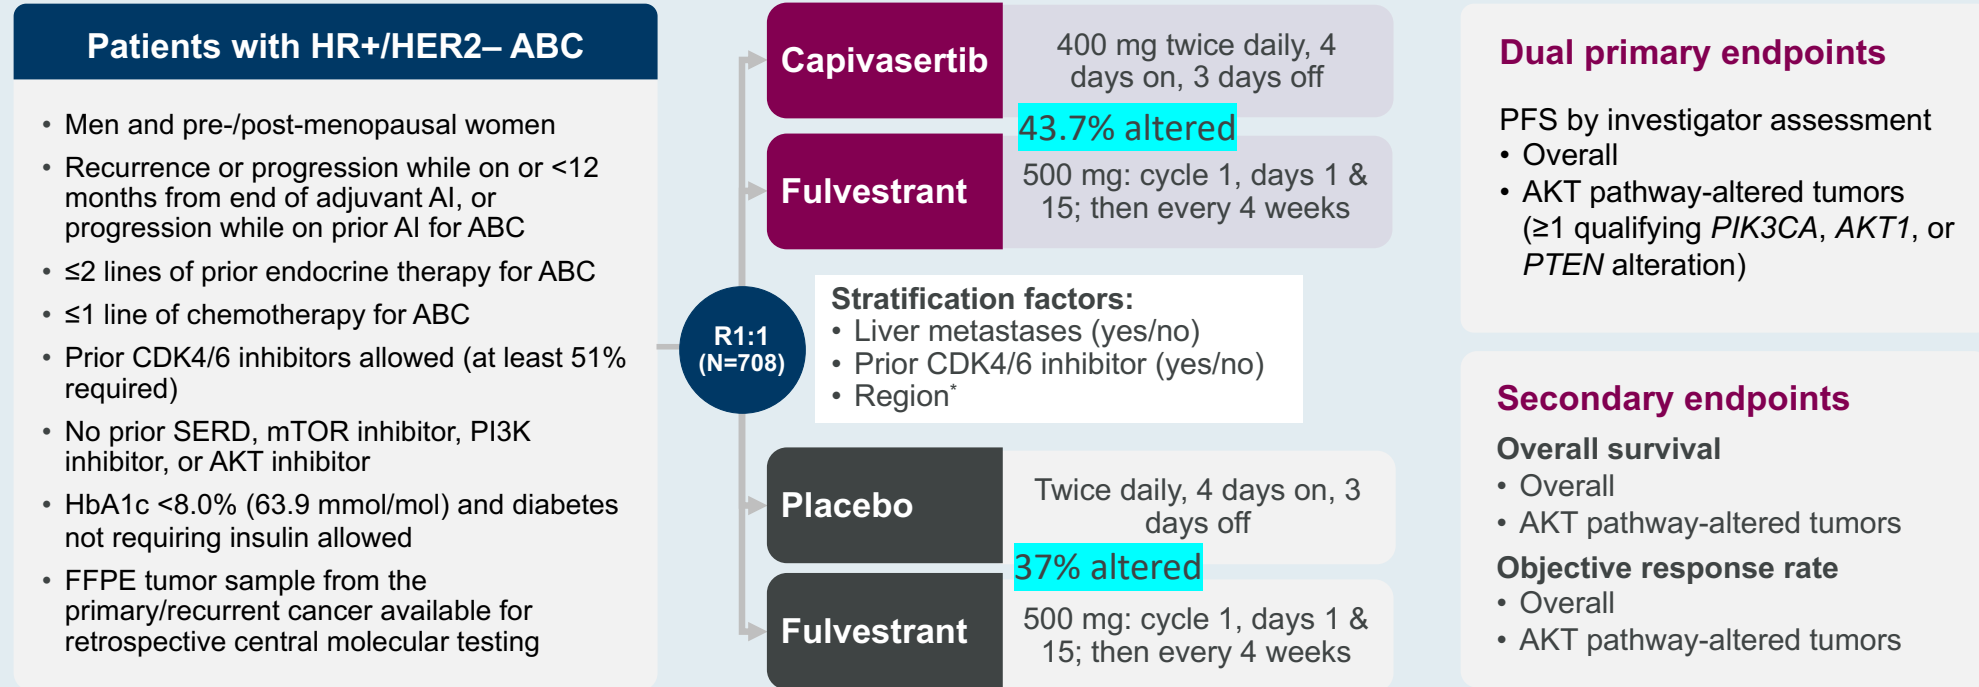 Patients with HR+/HER2– ABC
• Men and pre-/post-menopausal women
• Recurrence or progression while on or <12
months from end of adjuvant AI, or
progression while on prior AI for ABC
• ≤2 lines of prior endocrine therapy for ABC
• ≤1 line of chemotherapy for ABC
• Prior CDK4/6 inhibitors allowed (at least 51%
required)
• No prior SERD, mTOR inhibitor, PI3K
inhibitor, or AKT inhibitor
• HbA1c <8.0% (63.9 mmol/mol) and diabetes
not requiring insulin allowed
• FFPE tumor sample from the
primary/recurrent cancer available for
retrospective central molecular testing
R1:1
(N=708)
Capivasertib
400 mg twice daily, 4
days on, 3 days off
43.7% altered
Fulvestrant
500 mg: cycle 1, days 1 &
15; then every 4 weeks
Stratification factors:
• Liver metastases (yes/no)
• Prior CDK4/6 inhibitor (yes/no)
• Region*
Placebo
Twice daily, 4 days on, 3
days off
37% altered
Fulvestrant
500 mg: cycle 1, days 1 &
15; then every 4 weeks
Dual primary endpoints
PFS by investigator assessment
• Overall
• AKT pathway-altered tumors
(≥1 qualifying PIK3CA, AKT1, or
PTEN alteration)
Secondary endpoints
Overall survival
• Overall
• AKT pathway-altered tumors
Objective response rate
• Overall
• AKT pathway-altered tumors